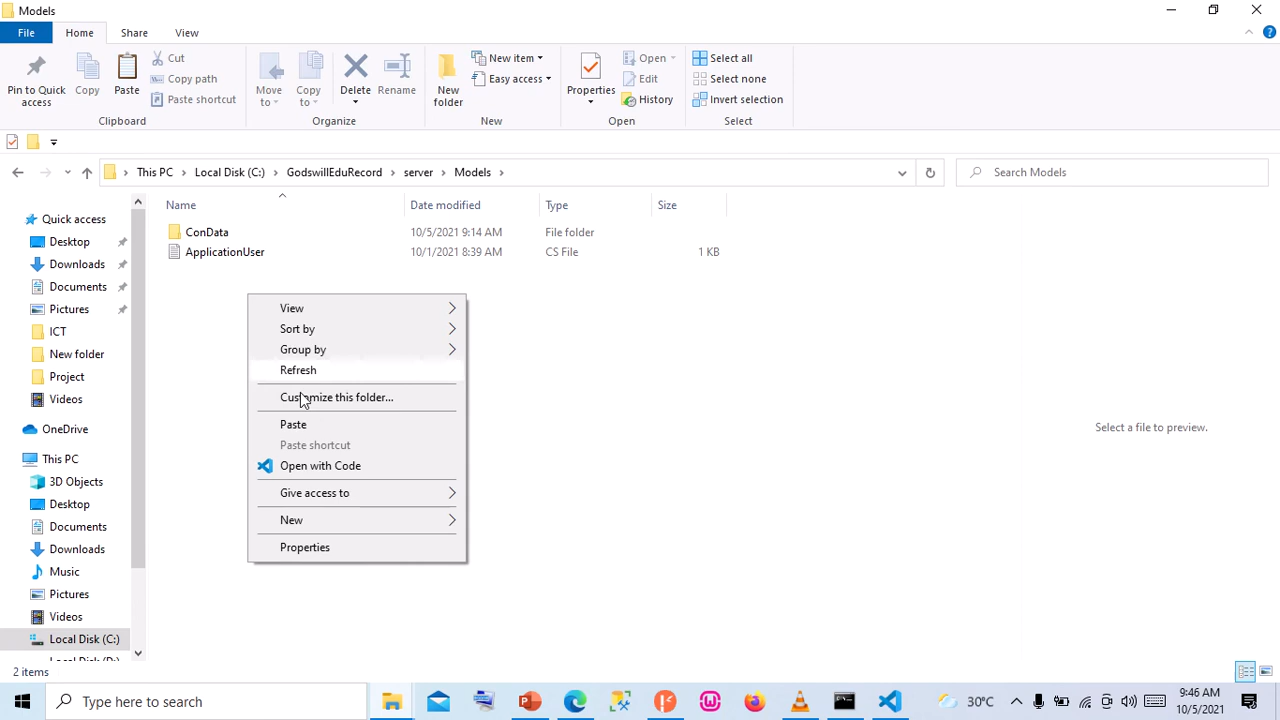 Models
File
Home
Share
View
Pin to Quick access
Copy
Paste
Cut
Copy path
Paste shortcut
Clipboard
Move to
Copy to
Delete
Rename
Organize
New folder
New item
Easy access
New
Properties
Open
Edit
History
Open
Select all
Select none
Invert selection
Select
This PC
Local Disk (C:)
GodswillEduRecord
server
Models
Search Models
Name
Date modified
Type
Size
ConData
10/5/2021 9:14 AM
File folder
ApplicationUser
10/1/2021 8:39 AM
CS File
1 KB
Quick access
Desktop
Downloads
Documents
Pictures
ICT
New folder
Project
Videos
OneDrive
This PC
3D Objects
Desktop
Documents
Downloads
Music
Pictures
Videos
Local Disk (C:)
View
Sort by
Group by
Refresh
Customize this folder...
Paste
Paste shortcut
Open with Code
Give access to
New
Properties
Select a file to preview.
2 items
Type here to search
30°C
9:46 AM
10/5/2021